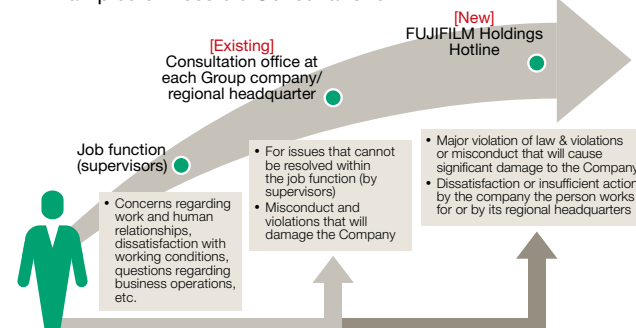 [New]
FUJIFILM Holdings
Hotline
[Existing]
Consultation office at
each Group company/
regional headquarter
Job function
(supervisors)
• Concerns regarding
work and human
relationships,
dissatisfaction with
working conditions,
questions regarding
business operations,
etc.
• For issues that cannot
be resolved within
the job function (by
supervisors)
• Misconduct and
violations that will
damage the Company
• Major violation of law & violations
or misconduct that will cause
significant damage to the Company
• Dissatisfaction or insufficient action
by the company the person works
for or by its regional headquarters